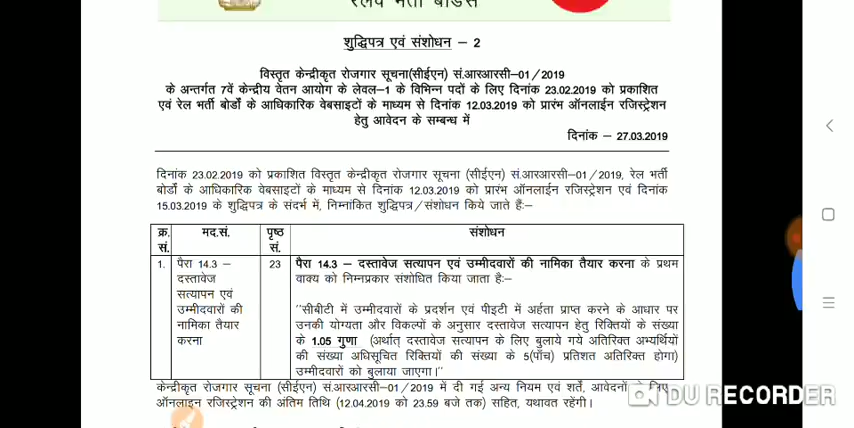 रेलवे भर्ती बोर्डस
शुद्धिपत्र एवं संशोधन – 2
विस्तृत केन्द्रीकृत रोजगार सूचना(सीईएन) सं.आरआरसी–01/2019
के अन्तर्गत 7वें केन्द्रीय वेतन आयोग के लेवल–1 के विभिन्न पदों के लिए दिनांक 23.02.2019 को प्रकाशित
एवं रेल भर्ती बोर्डों के आधिकारिक वेबसाइटों के माध्यम से दिनांक 12.03.2019 को प्रारंभ ऑनलाईन रजिस्ट्रेशन
हेतु आवेदन के सम्बन्ध में
दिनांक – 27.03.2019
दिनांक 23.02.2019 को प्रकाशित विस्तृत केन्द्रीकृत रोजगार सूचना (सीईएन) सं.आरआरसी–01/2019, रेल भर्ती
बोर्डों के आधिकारिक वेबसाइटों के माध्यम से दिनांक 12.03.2019 को प्रारंभ ऑनलाईन रजिस्ट्रेशन एवं दिनांक
15.03.2019 के शुद्धिपत्र के संदर्भ में, निम्नांकित शुद्धिपत्र/संशोधन किये जाते हैं:–
क्र. सं. मद.सं. पृष्ठ सं. संशोधन
1. पैरा 14.3 – दस्तावेज सत्यापन एवं उम्मीदवारों की नामिका तैयार करना 23
पैरा 14.3 – दस्तावेज सत्यापन एवं उम्मीदवारों की नामिका तैयार करना के प्रथम
वाक्य को निम्नप्रकार संशोधित किया जाता है:–
"सीबीटी में उम्मीदवारों के प्रदर्शन एवं पीइटी में अर्हता प्राप्त करने के आधार पर
उनकी योग्यता और विकल्पों के अनुसार दस्तावेज सत्यापन हेतु रिक्तियों के संख्या
के 1.05 गुणा (अर्थात् दस्तावेज सत्यापन के लिए बुलाये गये अतिरिक्त अभ्यर्थियों
की संख्या अधिसूचित रिक्तियों की संख्या के 5(पाँच) प्रतिशत अतिरिक्त होगा)
उम्मीदवारों को बुलाया जाएगा।"
केन्द्रीकृत रोजगार सूचना (सीईएन) सं.आरआरसी–01/2019 में दी गई अन्य नियम एवं शर्ते, आवेदनों के लिए
ऑनलाइन रजिस्ट्रेशन की अंतिम तिथि (12.04.2019 को 23.59 बजे तक) सहित, यथावत रहेंगी।
DU RECORDER